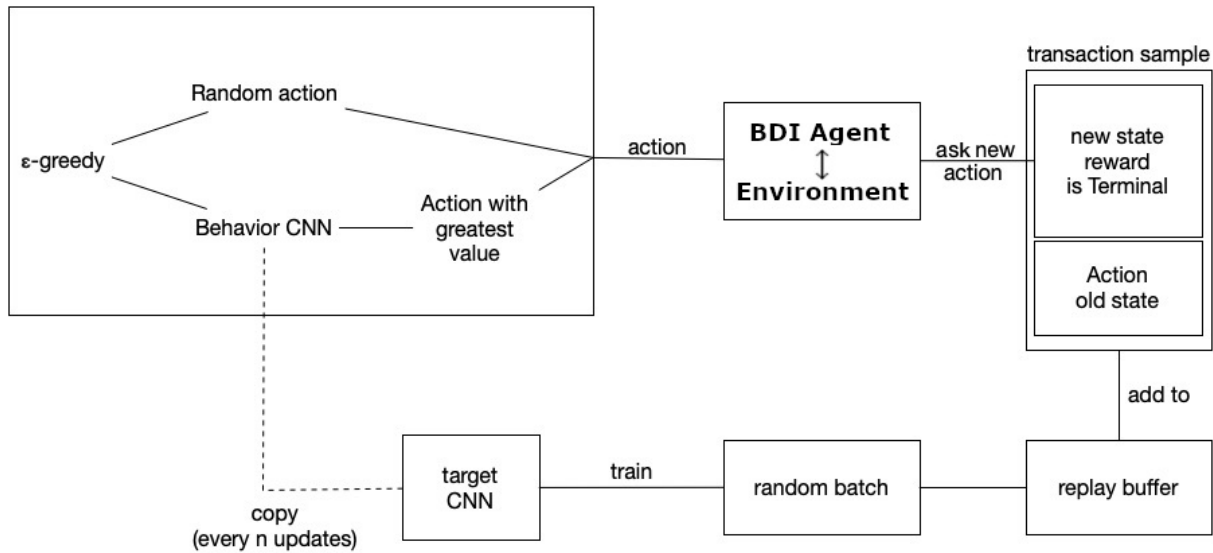 transaction sample
Random action
ε-greedy
Behavior CNN
Action with
greatest
value
action
BDI Agent
Environment
ask new
action
new state
reward
is Terminal
Action
old state
add to
target
CNN
train
random batch
replay buffer
copy
(every n updates)